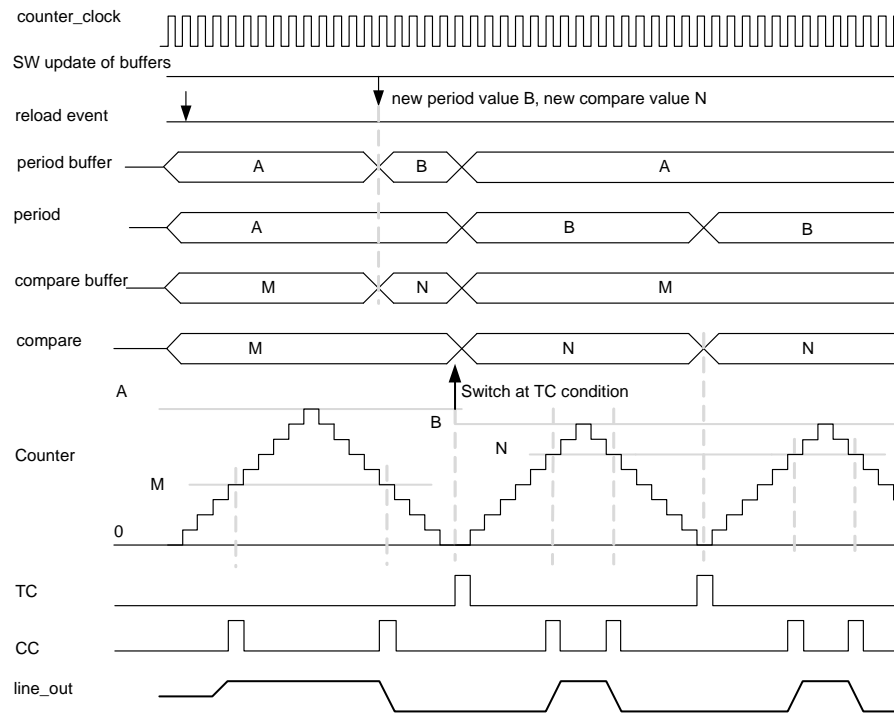 counter_clock
SW update of buffers
new period value B, new compare value N
reload event
period buffer A B A
period A B B
compare buffer M N M
compare M N N
Switch at TC condition
A
B
Counter N
M
0
TC
CC
line_out